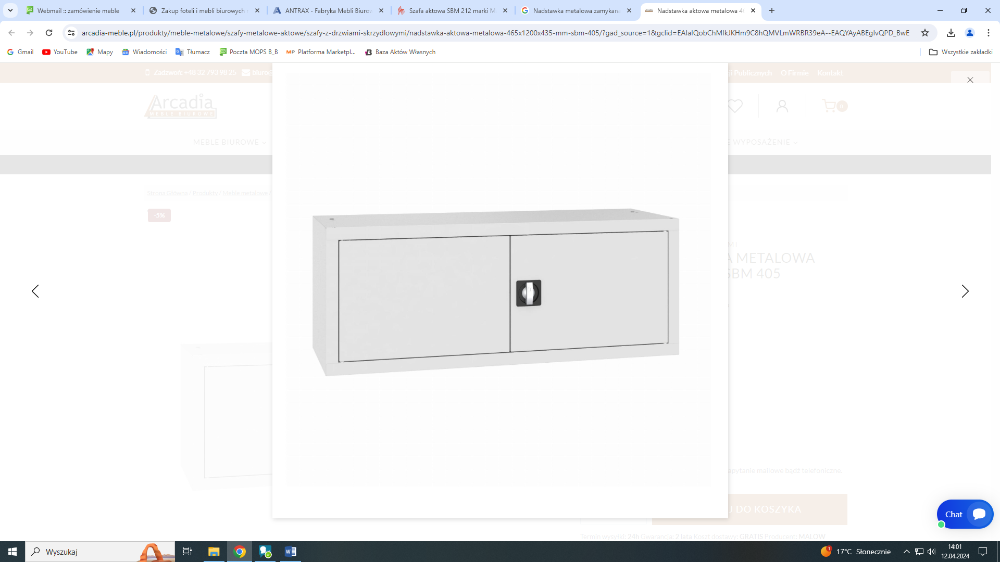 Webmail :: zamówienie meble
Zakup foteli i mebli biurowych
ANTRAX - Fabryka Mebli Biurow
Szafa aktowa SBM 212 marki M
Nadstawka metalowa zamykana
Nadstawka aktowa metalowa 4
arcadia-meble.pl/produkty/meble-metalowe/szafy-metalowe-aktowe/szafy-z-drzwiami-skrzydlowymi/nadstawka-aktowa-metalowa-465x1200x435-mm-sbm-405/?gad_source=1&gclid=EAIaIQobChMIkJKHm9C8hQMVLmWRBR39eA--EAQYAyABEgIvQPD_BwE
Gmail
YouTube
Mapy
Wiadomości
Tłumacz
Poczta MOPS B_B
Platforma Marketpl...
Baza Aktów Własnych
Wszystkie zakładki
Zadzwoń: +48 32 793 98 25
biuro@
Publicznych
O Firmie
Kontakt
Arcadia
MEBLE BIUROWE
0
MEBLE BIUROWE
WYPOSAŻENIE
Strona Główna / Produkty / Meble metalowe /
-5%
METALOWA
SBM 405
apytanie mailowe bądź telefoniczne.
DO KOSZYKA
Termin wysyłki: 24h Gwarancja: 2 lata Koszt dostawy: GRATIS Producent: MALOW
Chat
Wyszukaj
1
17°C Słonecznie
14:01
12.04.2024